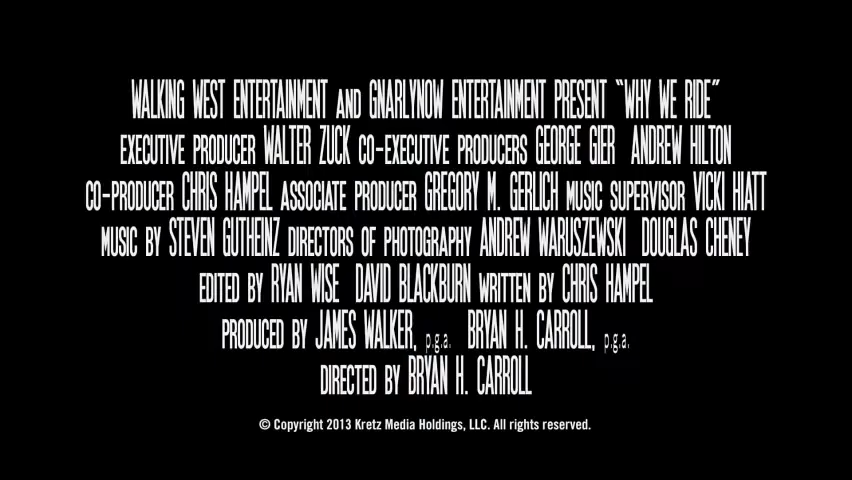 WALKING WEST ENTERTAINMENT AND GNARLYNOW ENTERTAINMENT PRESENT "WHY WE RIDE"
EXECUTIVE PRODUCER WALTER ZUCK CO-EXECUTIVE PRODUCERS GEORGE GIER ANDREW HILTON
CO-PRODUCER CHRIS HAMPEL ASSOCIATE PRODUCER GREGORY M. GERLICH MUSIC SUPERVISOR VICKI HIATT
MUSIC BY STEVEN GUTHEINZ DIRECTORS OF PHOTOGRAPHY ANDREW WARUSZEWSKI DOUGLAS CHENEY
EDITED BY RYAN WISE DAVID BLACKBURN WRITTEN BY CHRIS HAMPEL
PRODUCED BY JAMES WALKER, p.g.a. BRYAN H. CARROLL, p.g.a.
DIRECTED BY BRYAN H. CARROLL
© Copyright 2013 Kretz Media Holdings, LLC. All rights reserved.